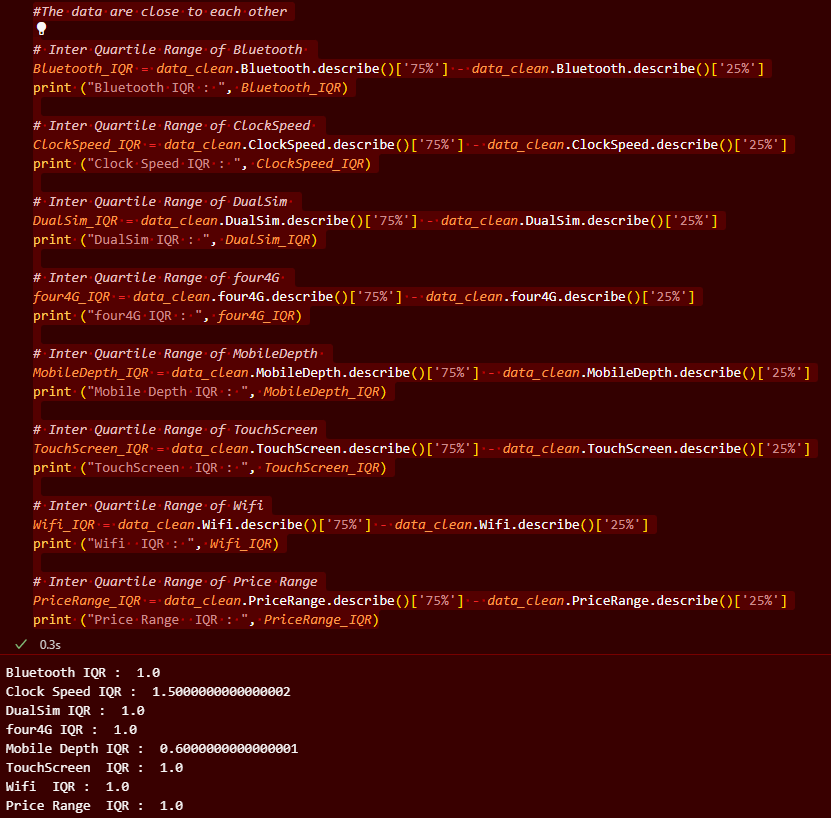 #The data are close to each other
# Inter Quartile Range of Bluetooth
Bluetooth_IQR = data_clean.Bluetooth.describe()['75%'] - data_clean.Bluetooth.describe()['25%']
print ("Bluetooth IQR : ", Bluetooth_IQR)
# Inter Quartile Range of ClockSpeed
ClockSpeed_IQR = data_clean.ClockSpeed.describe()['75%'] - data_clean.ClockSpeed.describe()['25%']
print ("Clock Speed IQR : ", ClockSpeed_IQR)
# Inter Quartile Range of DualSim
DualSim_IQR = data_clean.DualSim.describe()['75%'] - data_clean.DualSim.describe()['25%']
print ("DualSim IQR : ", DualSim_IQR)
# Inter Quartile Range of four4G
four4G_IQR = data_clean.four4G.describe()['75%'] - data_clean.four4G.describe()['25%']
print ("four4G IQR : ", four4G_IQR)
# Inter Quartile Range of MobileDepth
MobileDepth_IQR = data_clean.MobileDepth.describe()['75%'] - data_clean.MobileDepth.describe()['25%']
print ("Mobile Depth IQR : ", MobileDepth_IQR)
# Inter Quartile Range of TouchScreen
TouchScreen_IQR = data_clean.TouchScreen.describe()['75%'] - data_clean.TouchScreen.describe()['25%']
print ("TouchScreen  IQR : ", TouchScreen_IQR)
# Inter Quartile Range of Wifi
Wifi_IQR = data_clean.Wifi.describe()['75%'] - data_clean.Wifi.describe()['25%']
print ("Wifi  IQR : ", Wifi_IQR)
# Inter Quartile Range of Price Range
PriceRange_IQR = data_clean.PriceRange.describe()['75%'] - data_clean.PriceRange.describe()['25%']
print ("Price Range  IQR : ", PriceRange_IQR)
0.3s
Bluetooth IQR :  1.0
Clock Speed IQR :  1.5000000000000002
DualSim IQR :  1.0
four4G IQR :  1.0
Mobile Depth IQR :  0.6000000000000001
TouchScreen  IQR :  1.0
Wifi  IQR :  1.0
Price Range  IQR :  1.0